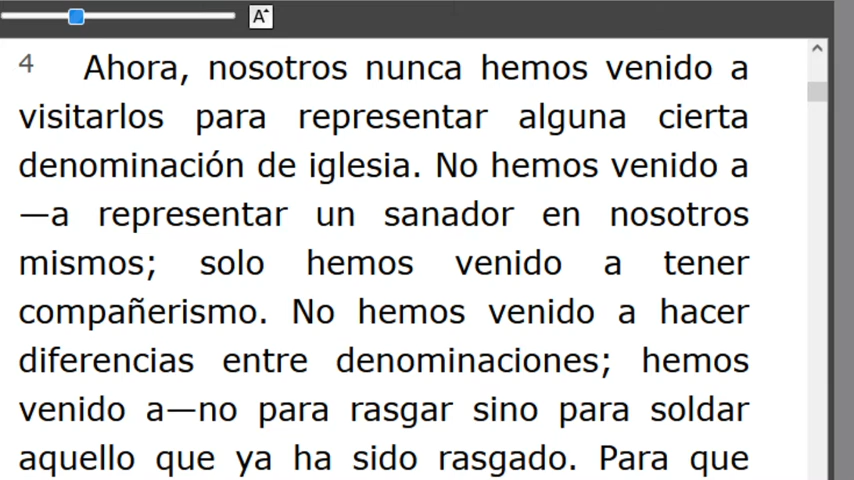 A
4 Ahora, nosotros nunca hemos venido a
visitarlos para representar alguna cierta
denominación de iglesia. No hemos venido a
—a representar un sanador en nosotros
mismos; solo hemos venido a tener
compañerismo. No hemos venido a hacer
diferencias entre denominaciones; hemos
venido a—no para rasgar sino para soldar
aquello que ya ha sido rasgado. Para que